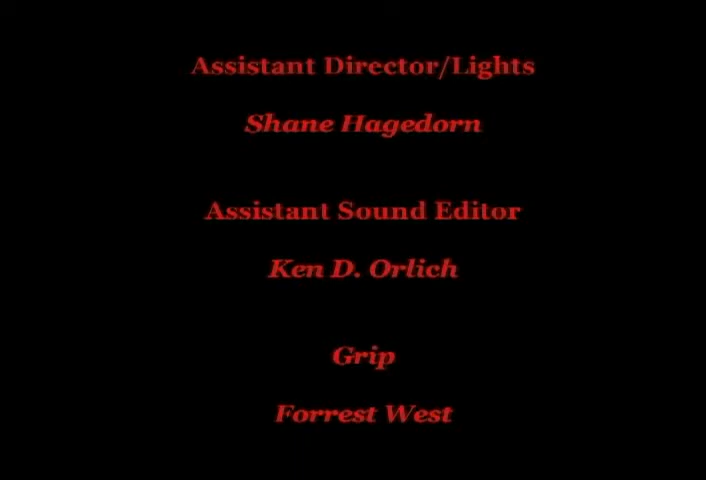 Assistant Director/Lights
Shane Hagedorn
Assistant Sound Editor
Ken D. Orlich
Grip
Forrest West